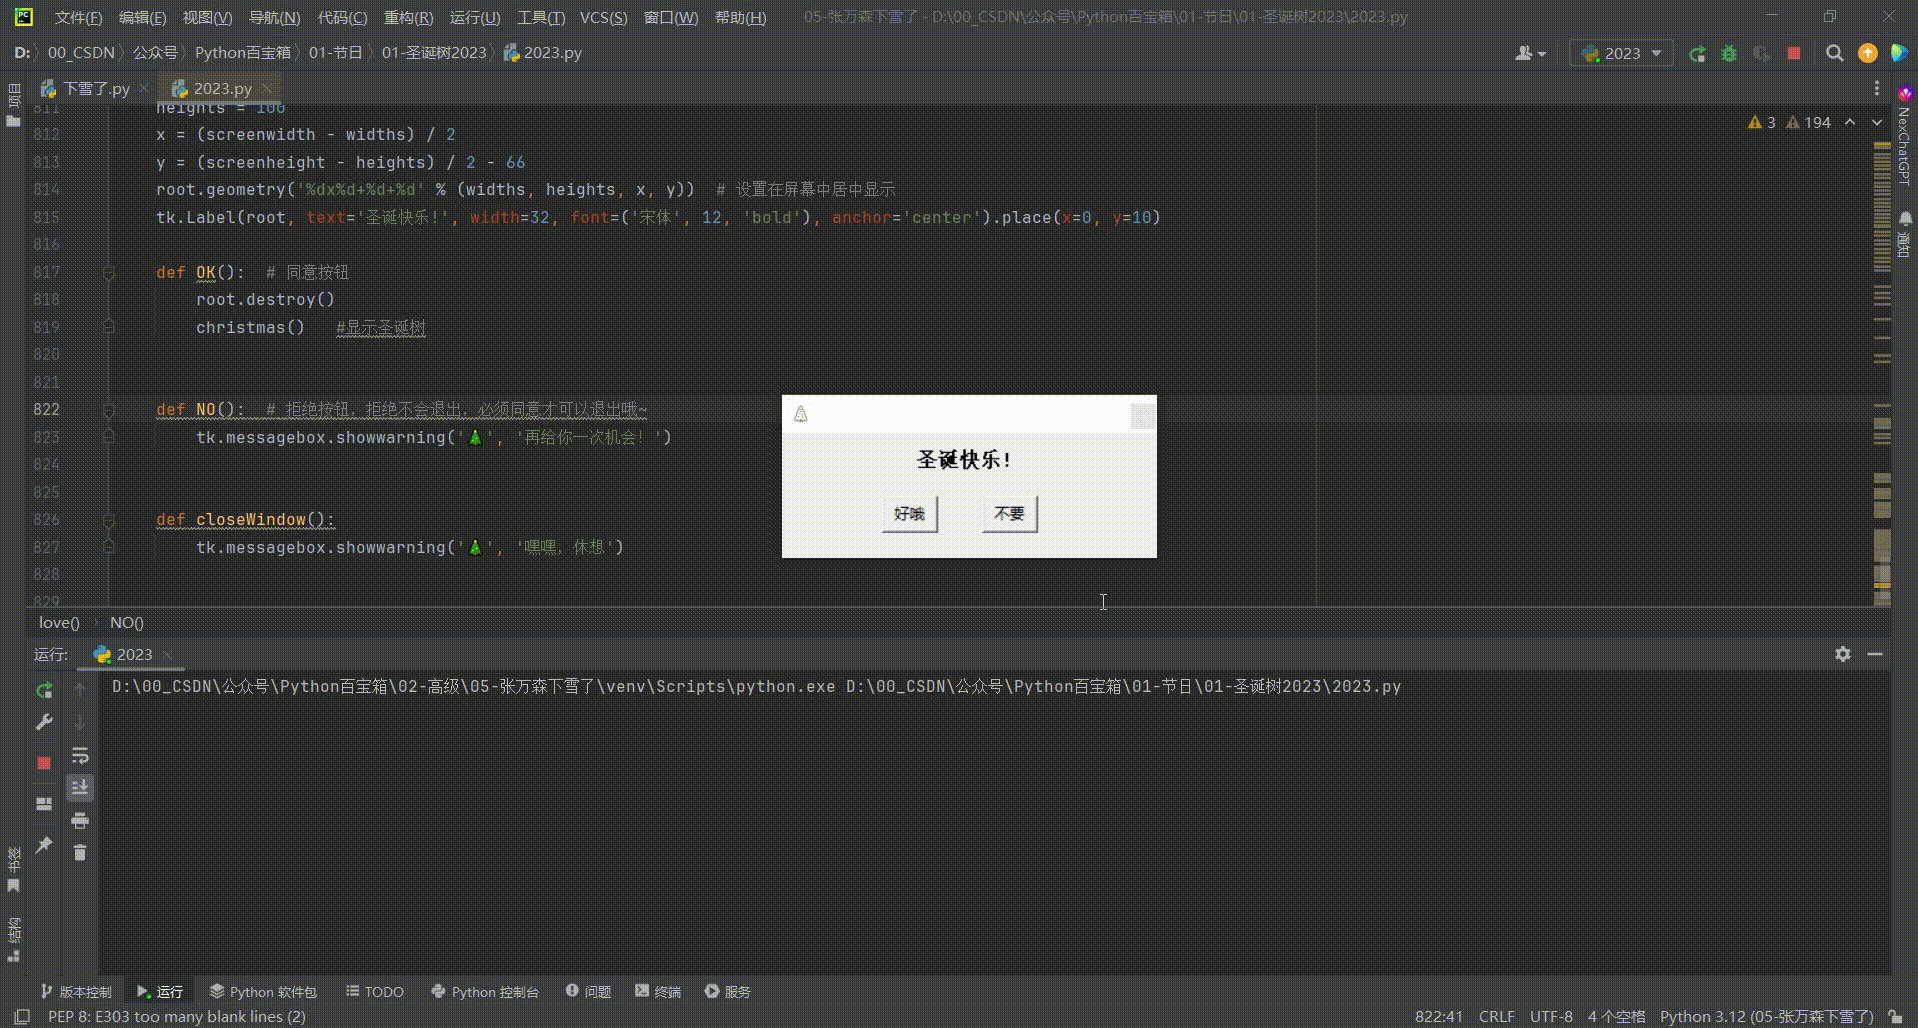 文件(F) 编辑(E) 视图(V) 导航(N) 代码(C) 重构(R) 运行(U) 工具(T) VCS(S) 窗口(W) 帮助(H) 05-张万森下雪了 - D:\00_CSDN\公众号\Python百宝箱\01-节日\01-圣诞树2023\2023.py
D: 00_CSDN 公众号 Python百宝箱 01-节日 01-圣诞树2023 2023.py 2023
项目 下雪了.py 2023.py
811 heights = 100
812 x = (screenwidth - widths) / 2
3 194
813 y = (screenheight - heights) / 2 - 66
814 root.geometry('%dx%d+%d+%d' % (widths, heights, x, y)) # 设置在屏幕中居中显示
815 tk.Label(root, text='圣诞快乐!', width=32, font=('宋体', 12, 'bold'), anchor='center').place(x=0, y=10)
816
817 def OK(): # 同意按钮
818 root.destroy()
819 christmas() #显示圣诞树
820
821
822 def NO(): # 拒绝按钮，拒绝不会退出，必须同意才可以退出哦~
823 tk.messagebox.showwarning('🎄', '再给你一次机会！')
824
825
826 def closeWindow():
827 tk.messagebox.showwarning('🎄', '嘿嘿，休想')
828
829
NexChatGPT
通知
圣诞快乐!
好哦 不要
love() NO()
运行: 2023
D:\00_CSDN\公众号\Python百宝箱\02-高级\05-张万森下雪了\venv\Scripts\python.exe D:\00_CSDN\公众号\Python百宝箱\01-节日\01-圣诞树2023\2023.py
书签
结构
版本控制 运行 Python 软件包 TODO Python 控制台 问题 终端 服务
PEP 8: E303 too many blank lines (2) 822:41 CRLF UTF-8 4 个空格 Python 3.12 (05-张万森下雪了)